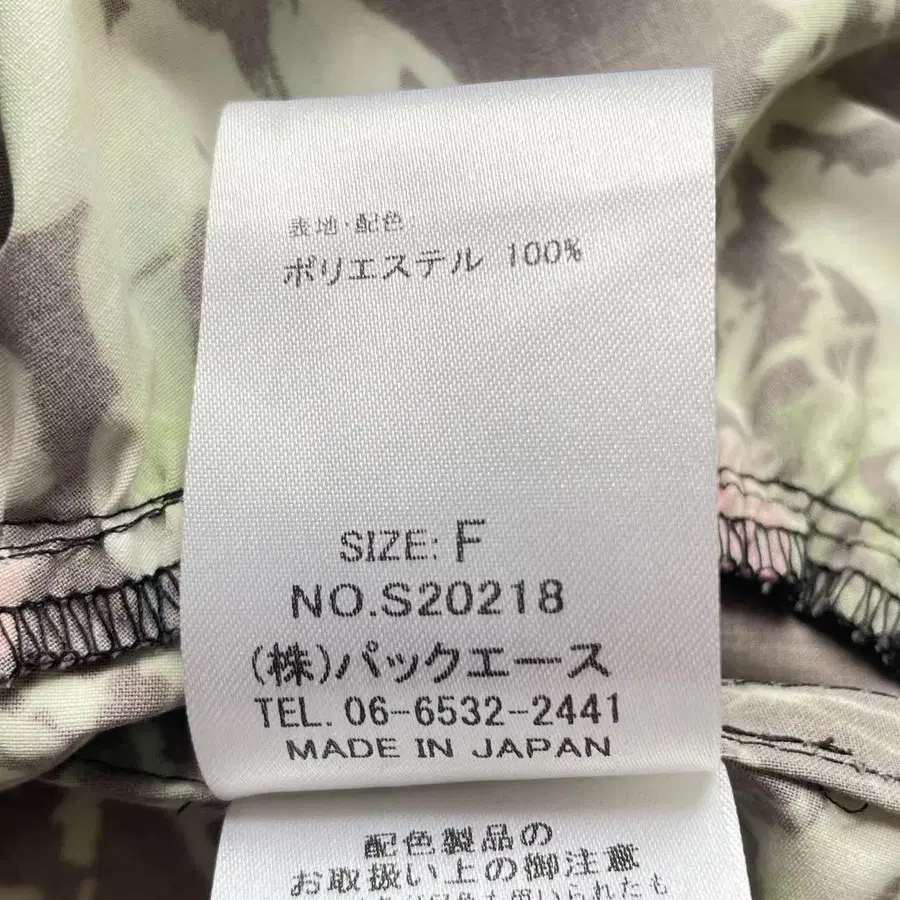 表地・配色
ポリエステル 100%
SIZE: F
NO.S20218
(株)パックエース
TEL. 06-6532-2441
MADE IN JAPAN
配色製品の
お取扱い上の御注意